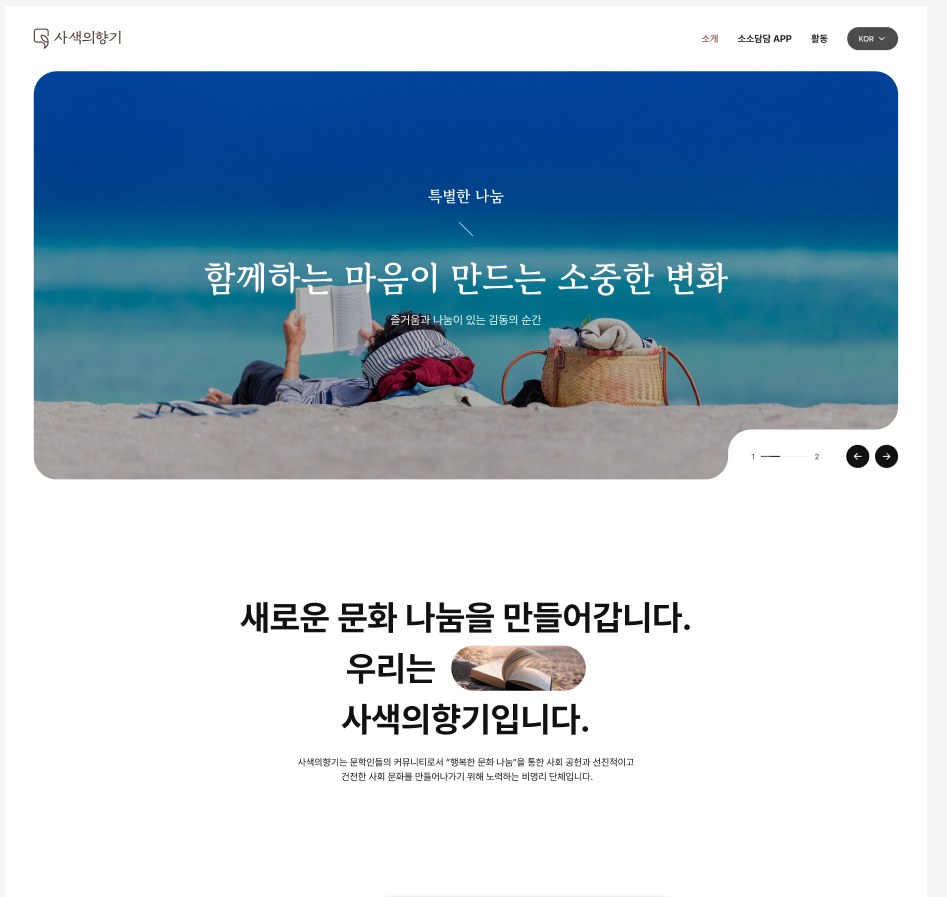 사색의향기
소개 소소담담 APP 활동 KOR
특별한 나눔
함께하는 마음이 만드는 소중한 변화
즐거움과 나눔이 있는 감동의 순간
1 2
새로운 문화 나눔을 만들어갑니다.
우리는
사색의향기입니다.
사색의향기는 문학인들의 커뮤니티로서 “행복한 문화 나눔”을 통한 사회 공헌과 선진적이고
건전한 사회 문화를 만들어나가기 위해 노력하는 비영리 단체입니다.